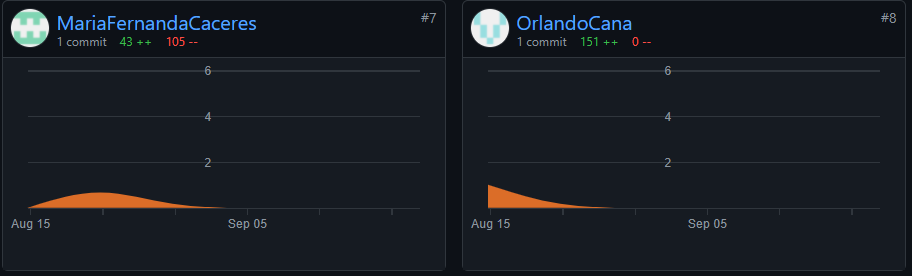 MariaFernandaCaceres
#7
1 commit 43 ++ 105 --
6
4
2
Aug 15 Sep 05
OrlandoCana
#8
1 commit 151 ++ 0 --
6
4
2
Aug 15 Sep 05